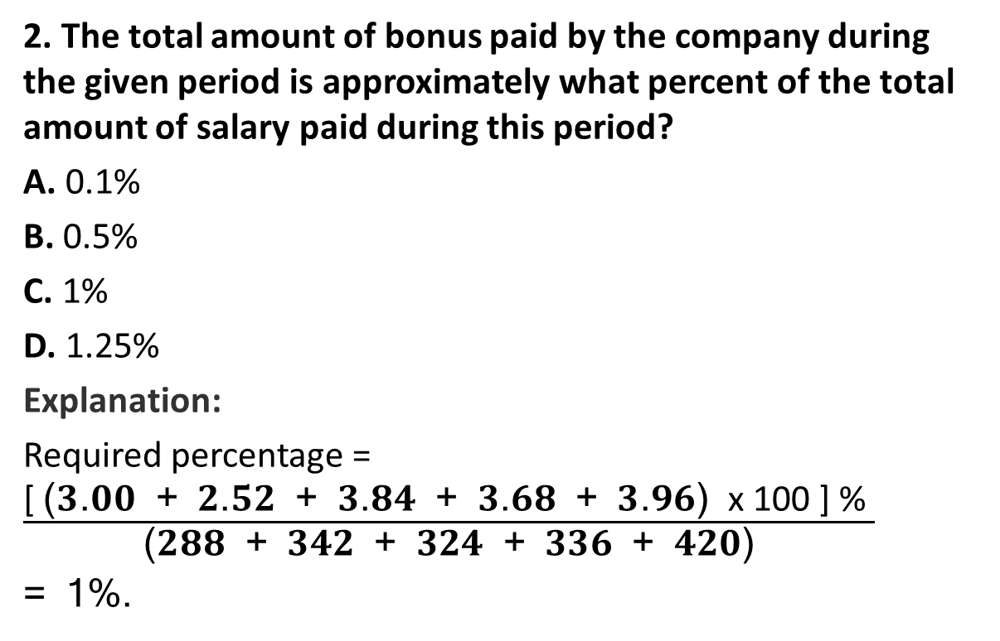 2. The total amount of bonus paid by the company during
the given period is approximately what percent of the total
amount of salary paid during this period?
A. 0.1%
B. 0.5%
C. 1%
D. 1.25%
Explanation:
Required percentage =
[ (3.00 + 2.52 + 3.84 + 3.68 + 3.96) x 100 ] %
(288 + 342 + 324 + 336 + 420)
= 1%.